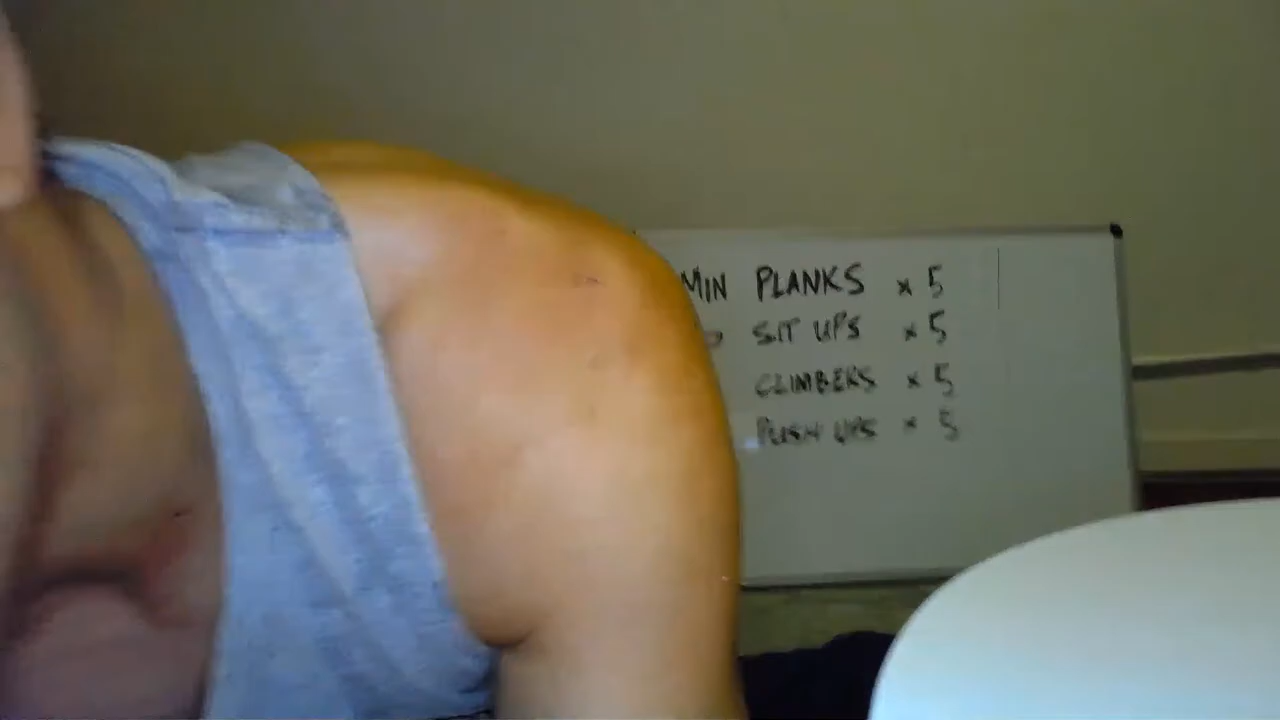 MIN PLANKS x 5
SIT UPS x 5
CLIMBERS x 5
PUSH UPS x 5